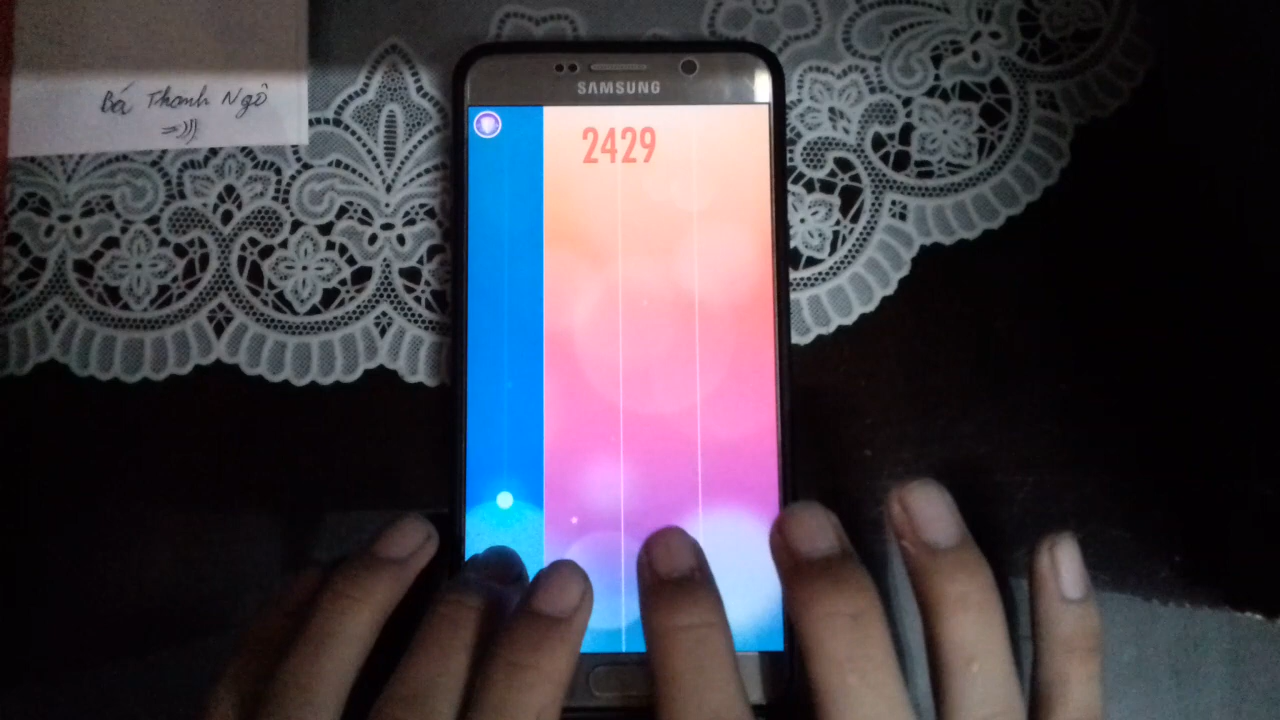 Bá Thanh Ngô
=)))
SAMSUNG
2429